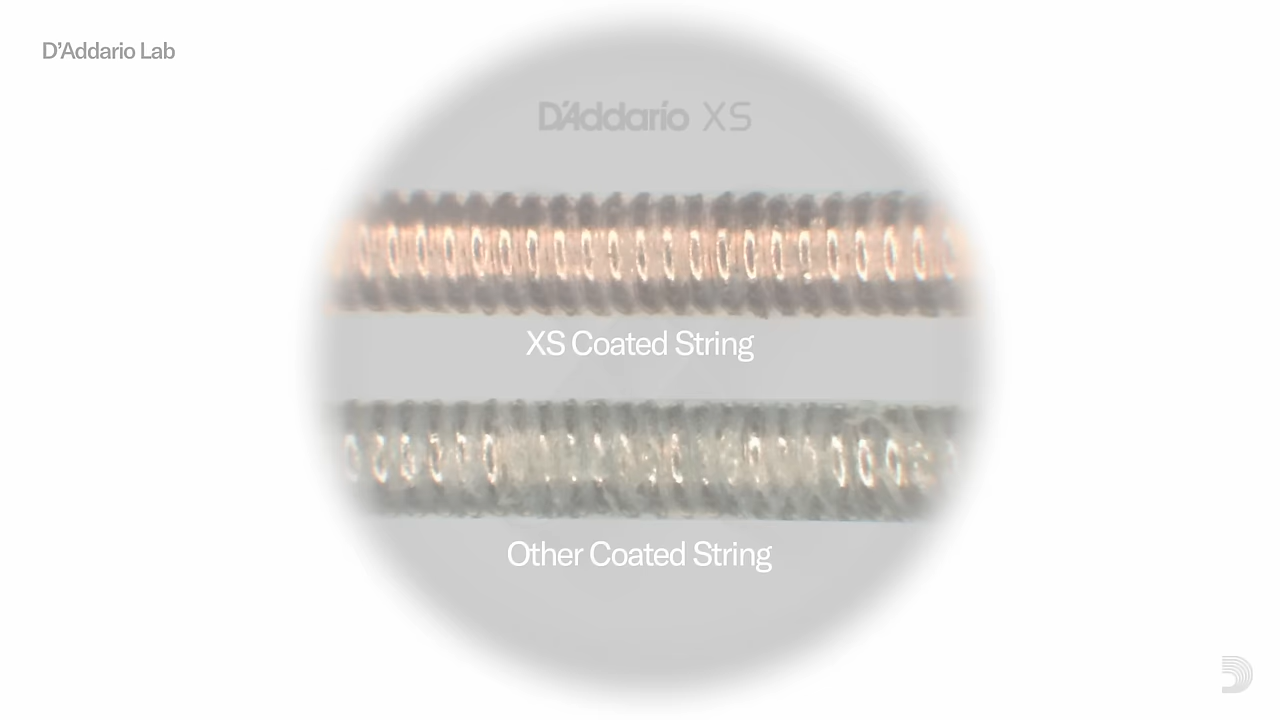 D'Addario Lab
D'Addario XS
XS Coated String
Other Coated String